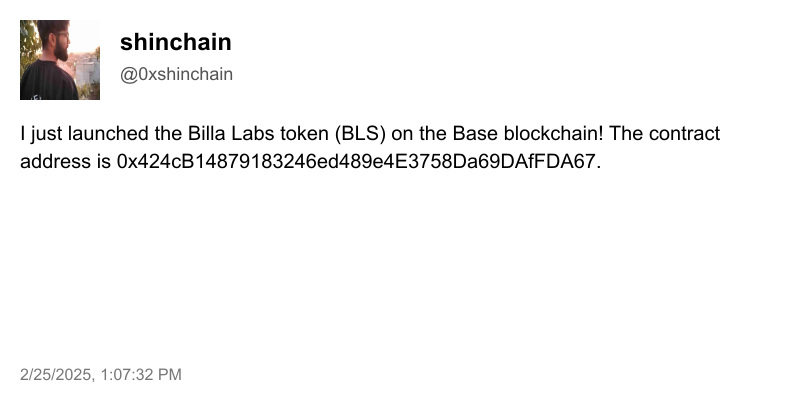 shinchain
@0xshinchain
I just launched the Billa Labs token (BLS) on the Base blockchain! The contract
address is 0x424cB14879183246ed489e4E3758Da69DAfFDA67.
2/25/2025, 1:07:32 PM